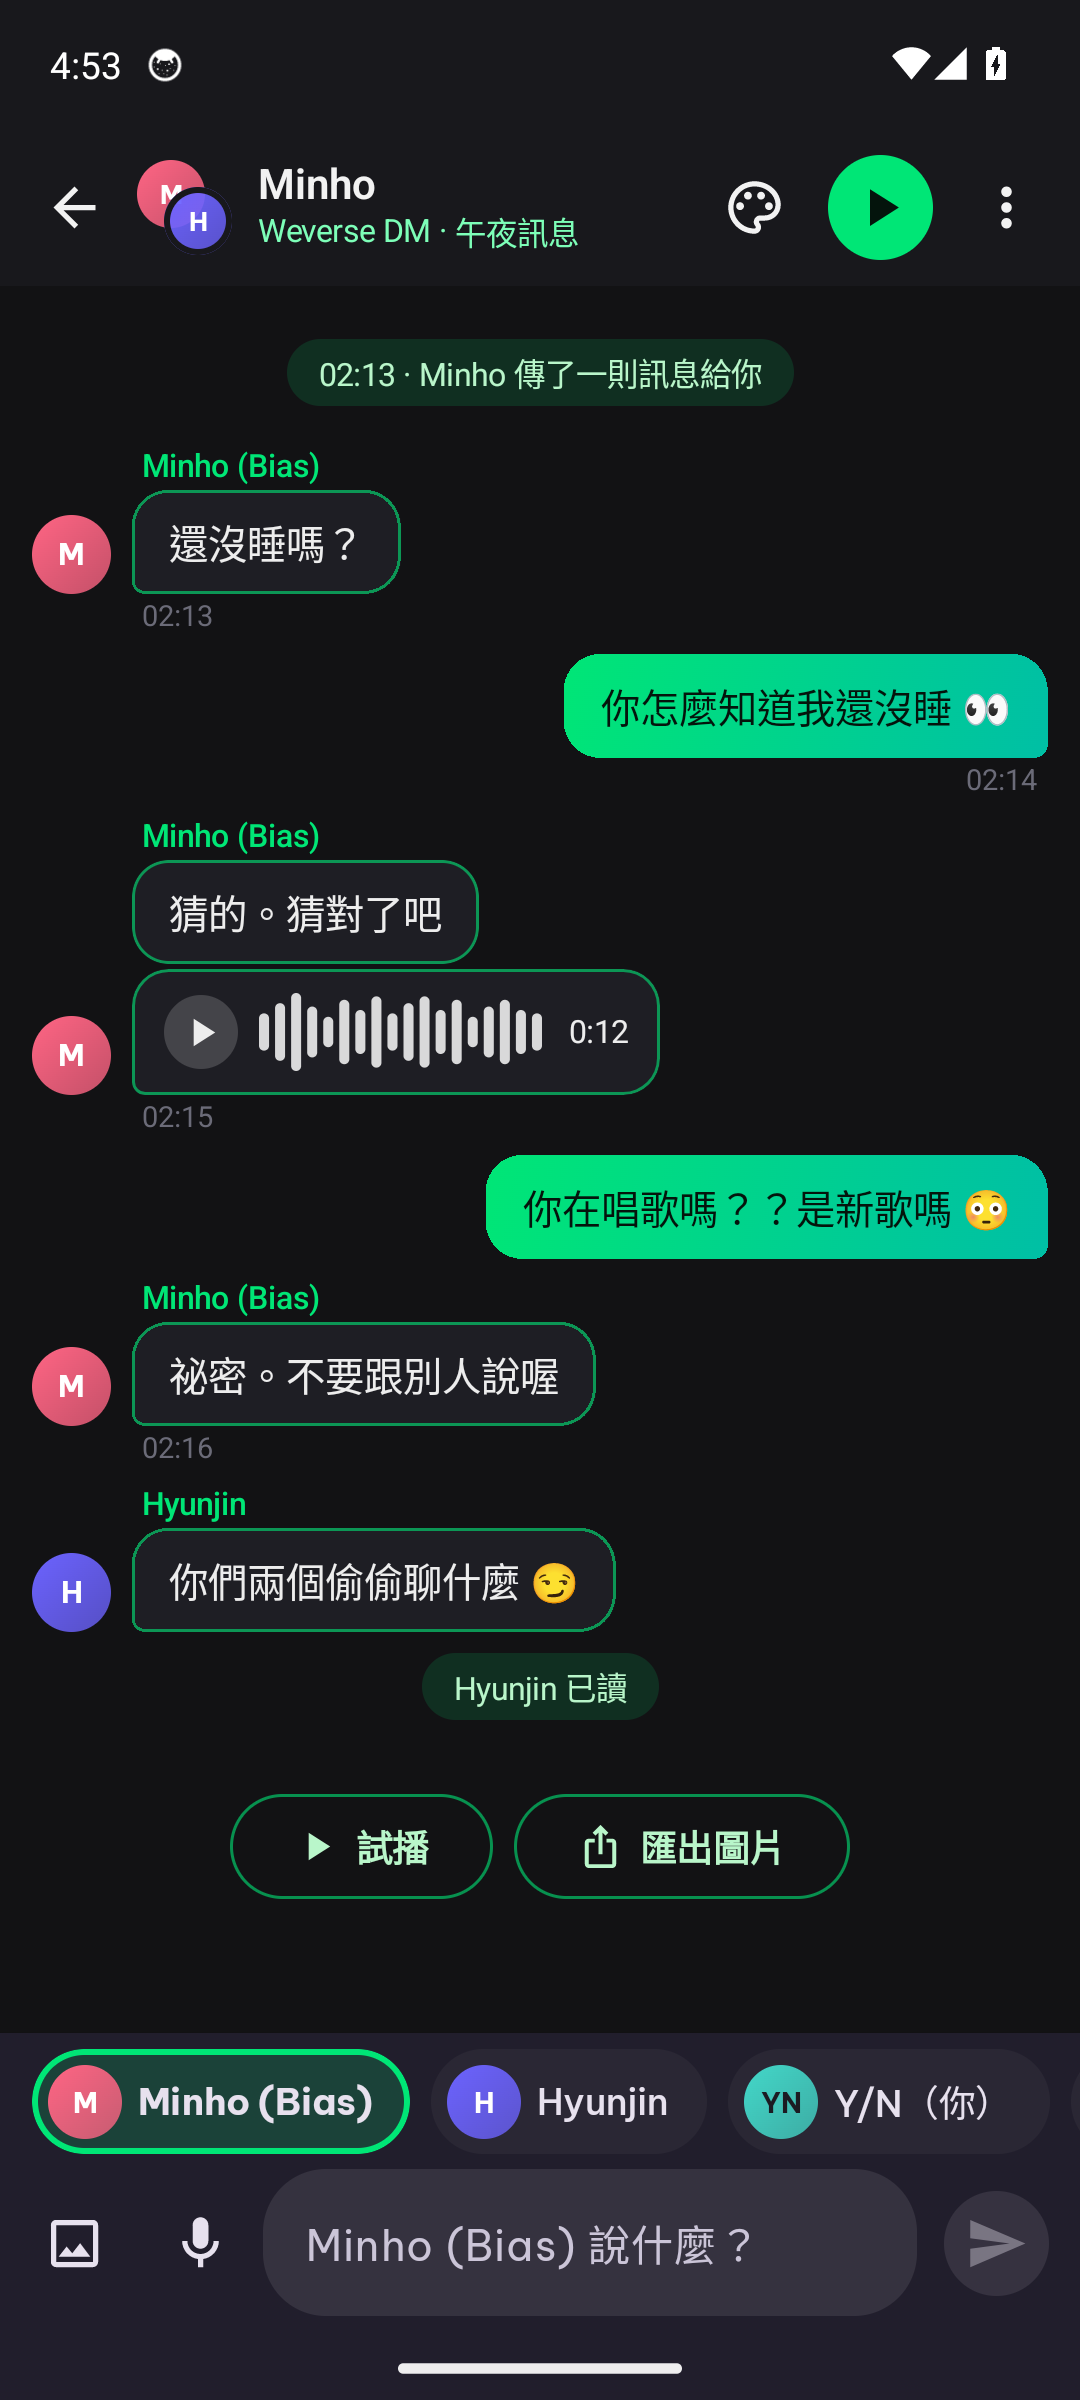 4:53
M
H
Minho
Weverse DM · 午夜訊息
02:13 · Minho 傳了一則訊息給你
Minho (Bias)
M
還沒睡嗎？
02:13
你怎麼知道我還沒睡 👀
02:14
Minho (Bias)
猜的。猜對了吧
M
0:12
02:15
你在唱歌嗎？？是新歌嗎 😳
Minho (Bias)
M
祕密。不要跟別人說喔
02:16
Hyunjin
H
你們兩個偷偷聊什麼 😏
Hyunjin 已讀
試播
匯出圖片
M Minho (Bias)
H Hyunjin
YN Y/N（你）
Minho (Bias) 說什麼？